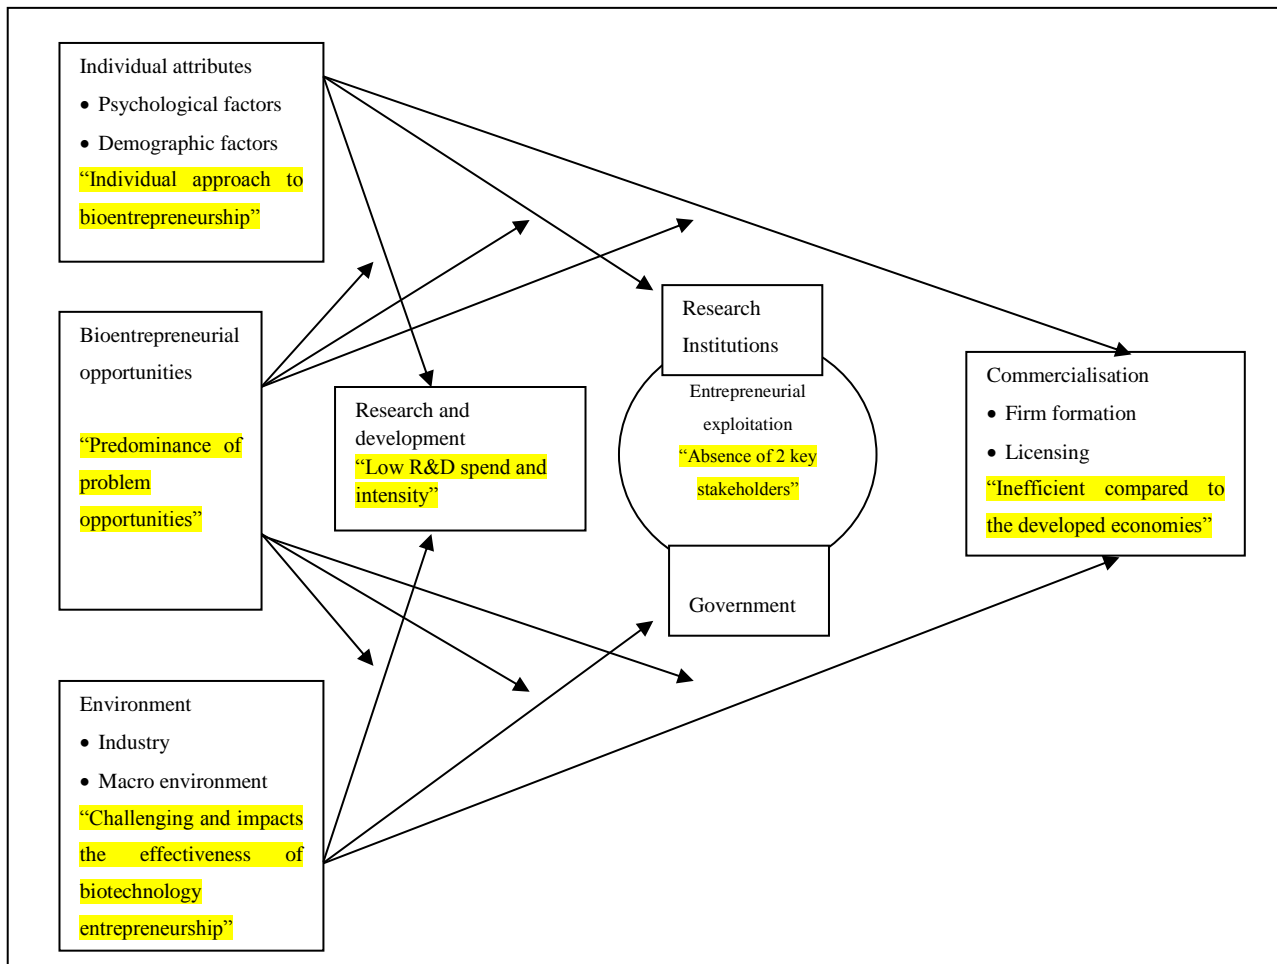 Individual attributes
• Psychological factors
• Demographic factors
“Individual approach to
bioentrepreneurship”
Bioentrepreneurial
opportunities
“Predominance of
problem
opportunities”
Environment
• Industry
• Macro environment
“Challenging and impacts
the effectiveness of
biotechnology
entrepreneurship”
Research and
development
“Low R&D spend and
intensity”
Research
Institutions
Entrepreneurial
exploitation
“Absence of 2 key
stakeholders”
Government
Commercialisation
• Firm formation
• Licensing
“Inefficient compared to
the developed economies”